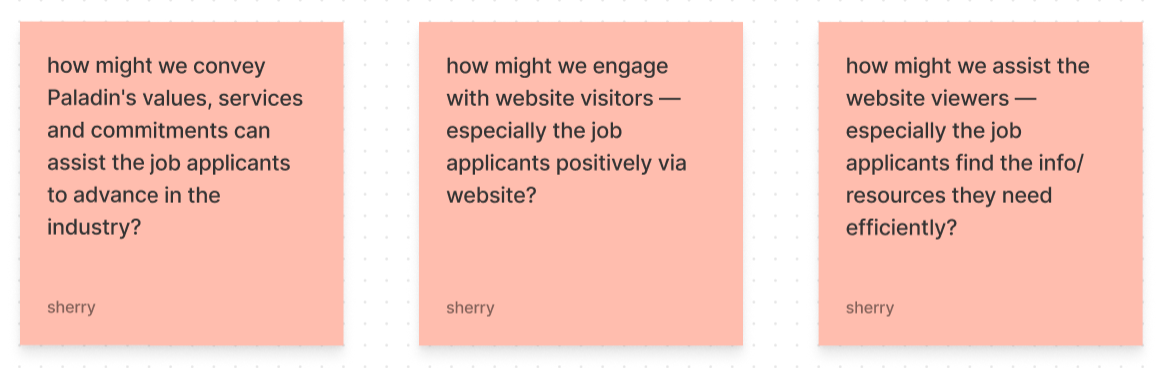 how might we convey
Paladin's values, services
and commitments can
assist the job applicants
to advance in the
industry?
sherry
how might we engage
with website visitors —
especially the job
applicants positively via
website?
sherry
how might we assist the
website viewers —
especially the job
applicants find the info/
resources they need
efficiently?
sherry